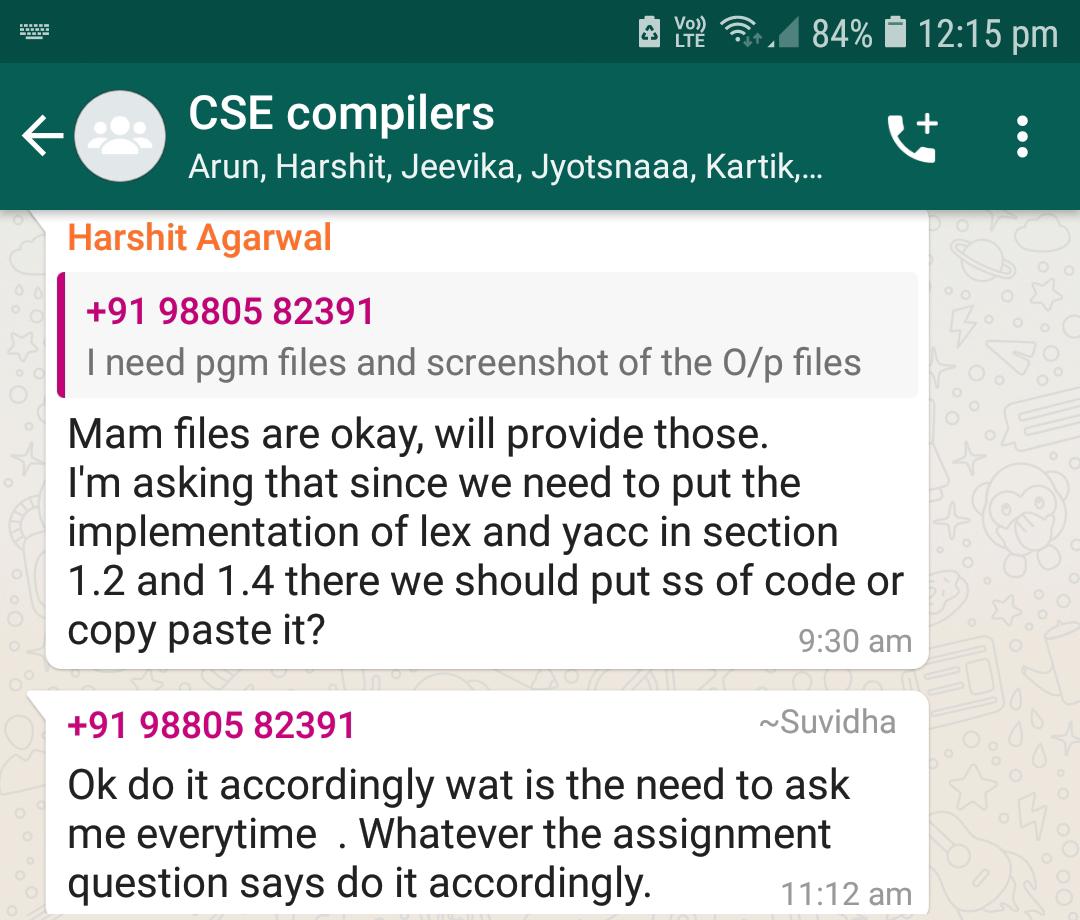 Vo)) LTE 84% 12:15 pm
CSE compilers
Arun, Harshit, Jeevika, Jyotsnaaa, Kartik,...
Harshit Agarwal
+91 98805 82391
I need pgm files and screenshot of the O/p files
Mam files are okay, will provide those.
I'm asking that since we need to put the
implementation of lex and yacc in section
1.2 and 1.4 there we should put ss of code or
copy paste it?
9:30 am
+91 98805 82391 ~Suvidha
Ok do it accordingly wat is the need to ask
me everytime  . Whatever the assignment
question says do it accordingly.
11:12 am